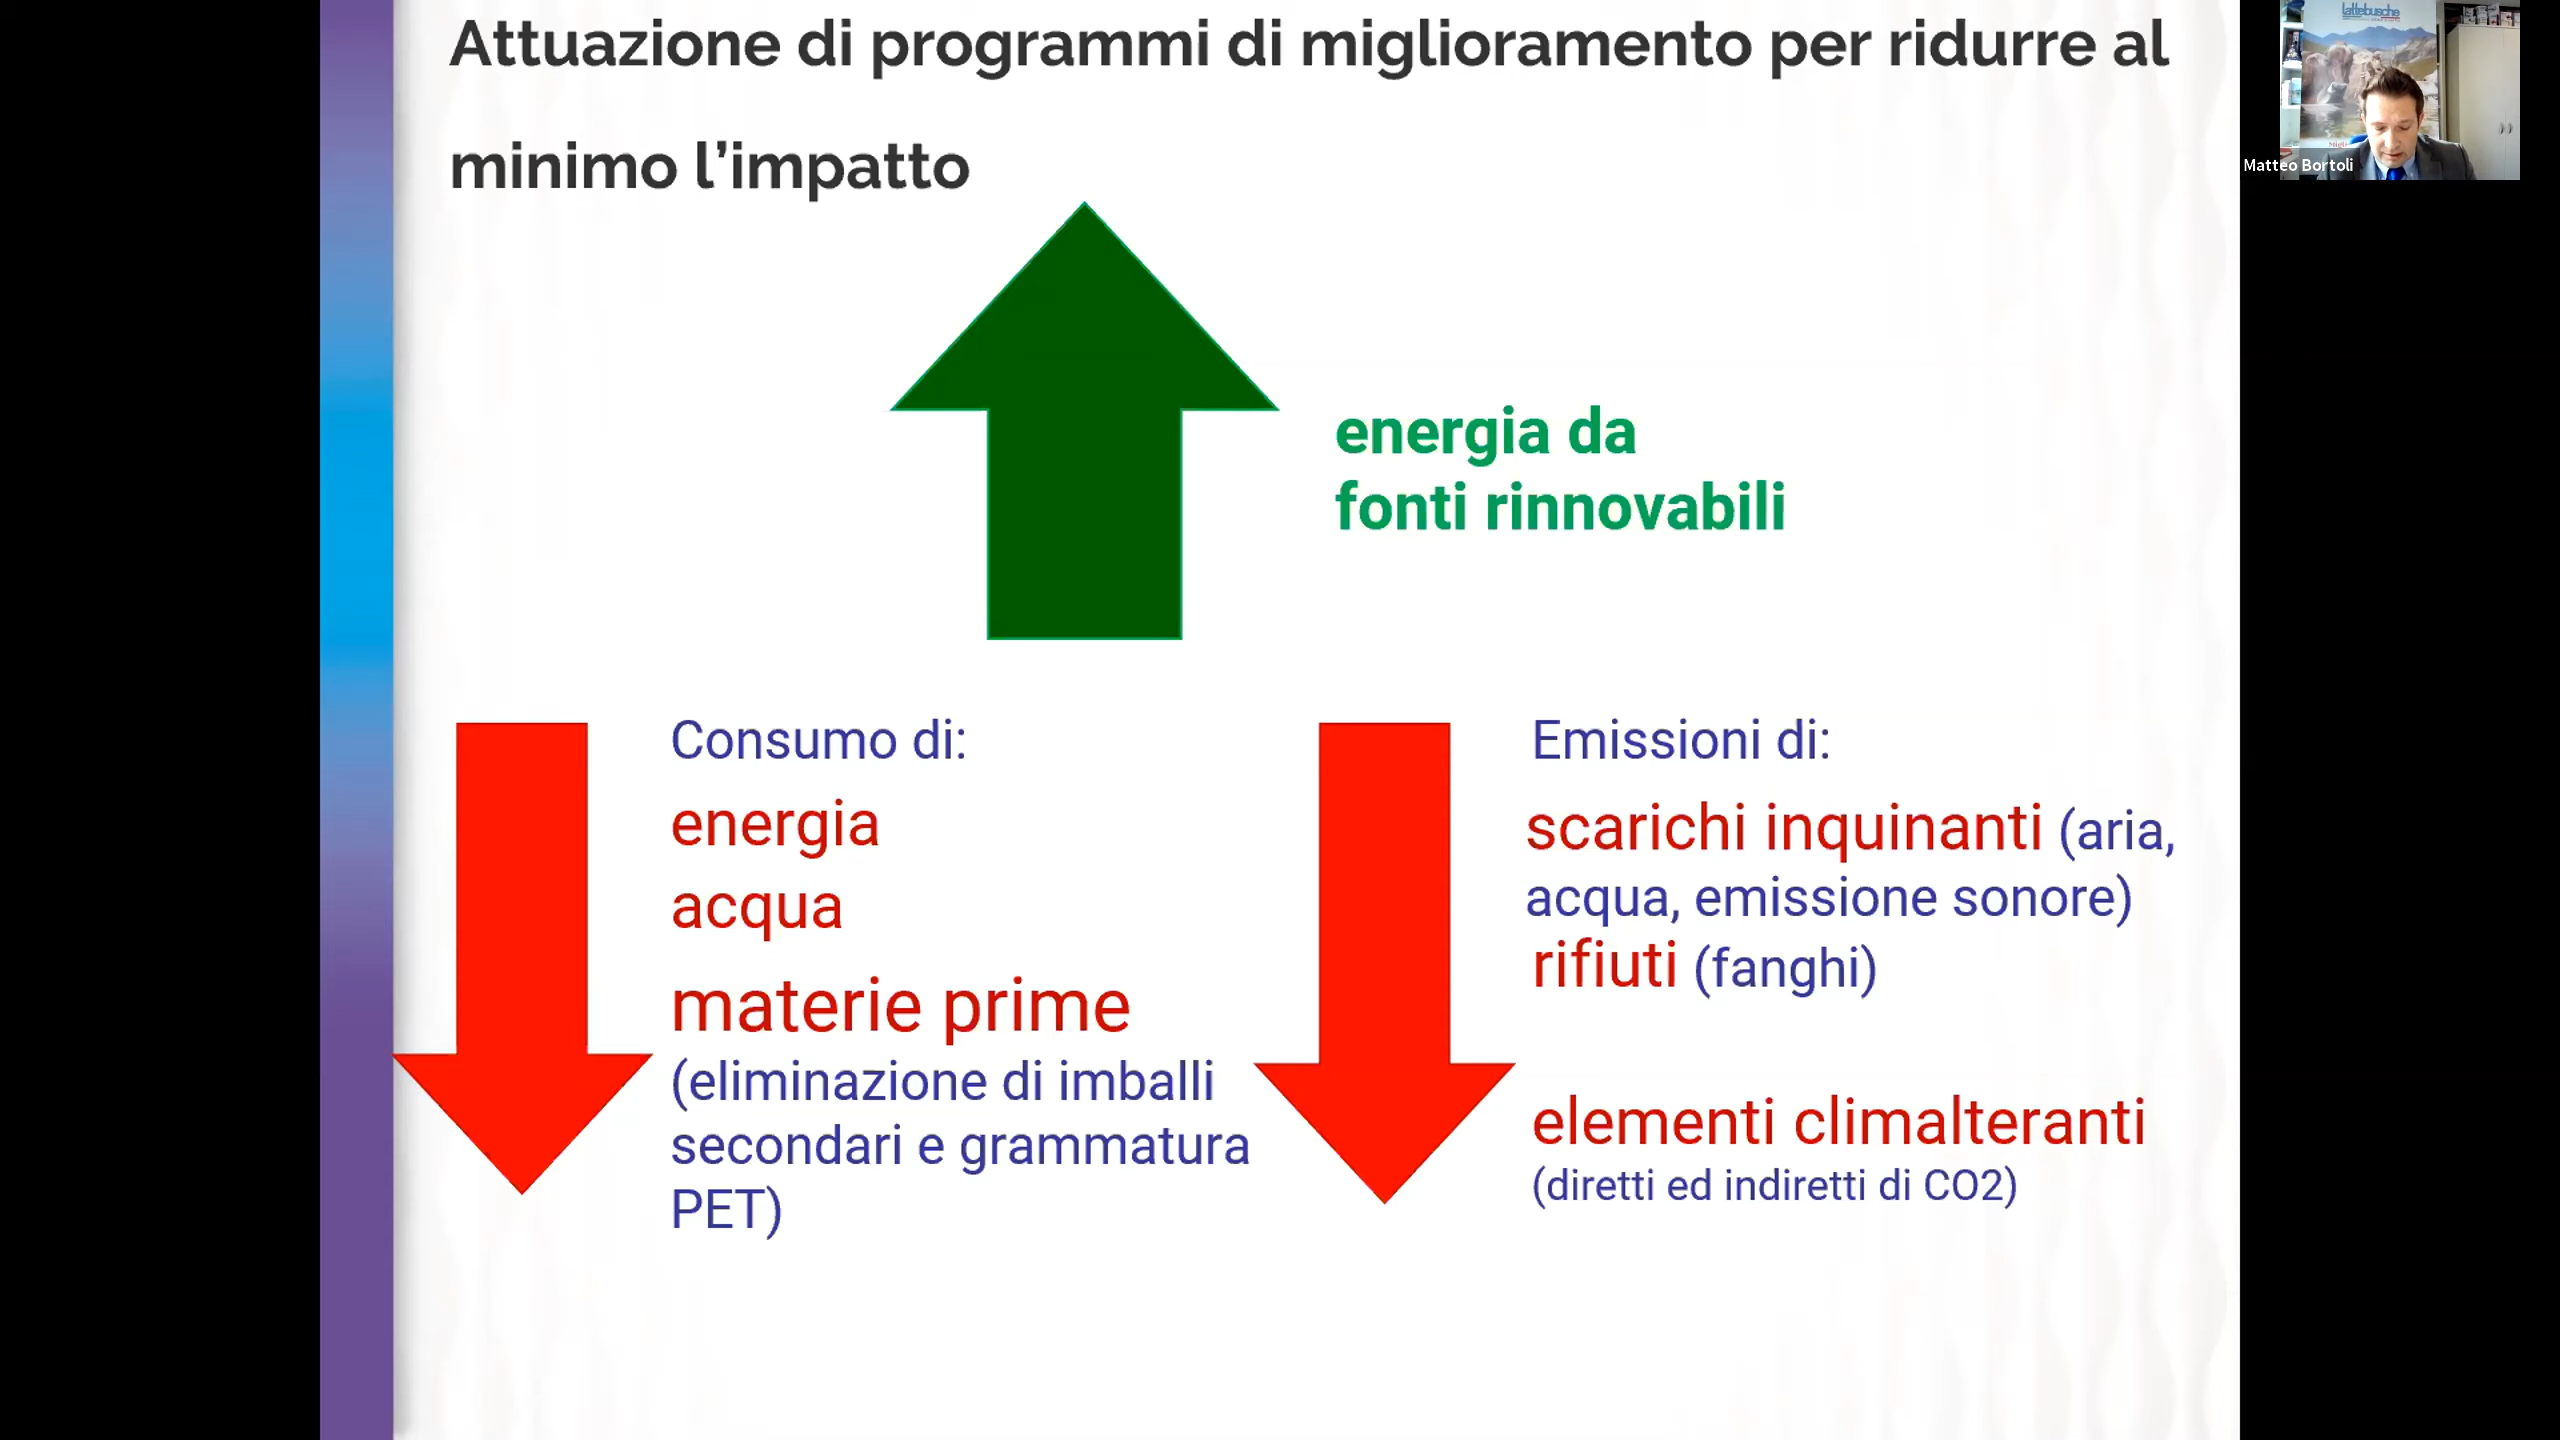 Attuazione di programmi di miglioramento per ridurre al
minimo l’impatto
energia da
fonti rinnovabili
Consumo di:
energia
acqua
materie prime
(eliminazione di imballi
secondari e grammatura
PET)
Emissioni di:
scarichi inquinanti (aria,
acqua, emissione sonore)
rifiuti (fanghi)
elementi climalteranti
(diretti ed indiretti di CO2)
lattebusche
Matteo Bortoli